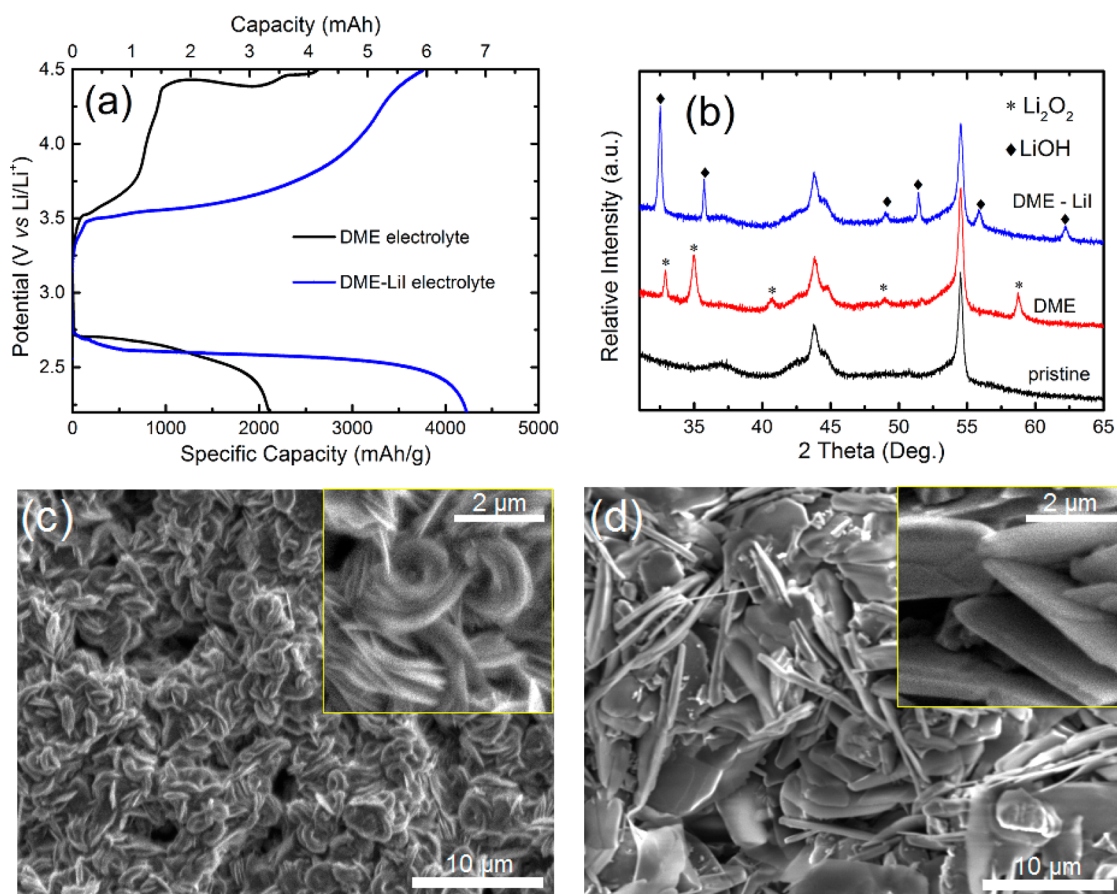 Capacity (mAh)
0 1 2 3 4 5 6 7
(a)
4.5
4.0
3.5
3.0
2.5
Potential (V vs Li/Li⁺)
DME electrolyte
DME-LiI electrolyte
0 1000 2000 3000 4000 5000
Specific Capacity (mAh/g)
(b)
* Li₂O₂
♦ LiOH
DME - LiI
DME
pristine
Relative Intensity (a.u.)
35 40 45 50 55 60 65
2 Theta (Deg.)
(c)
2 µm
10 µm
(d)
2 µm
10 µm